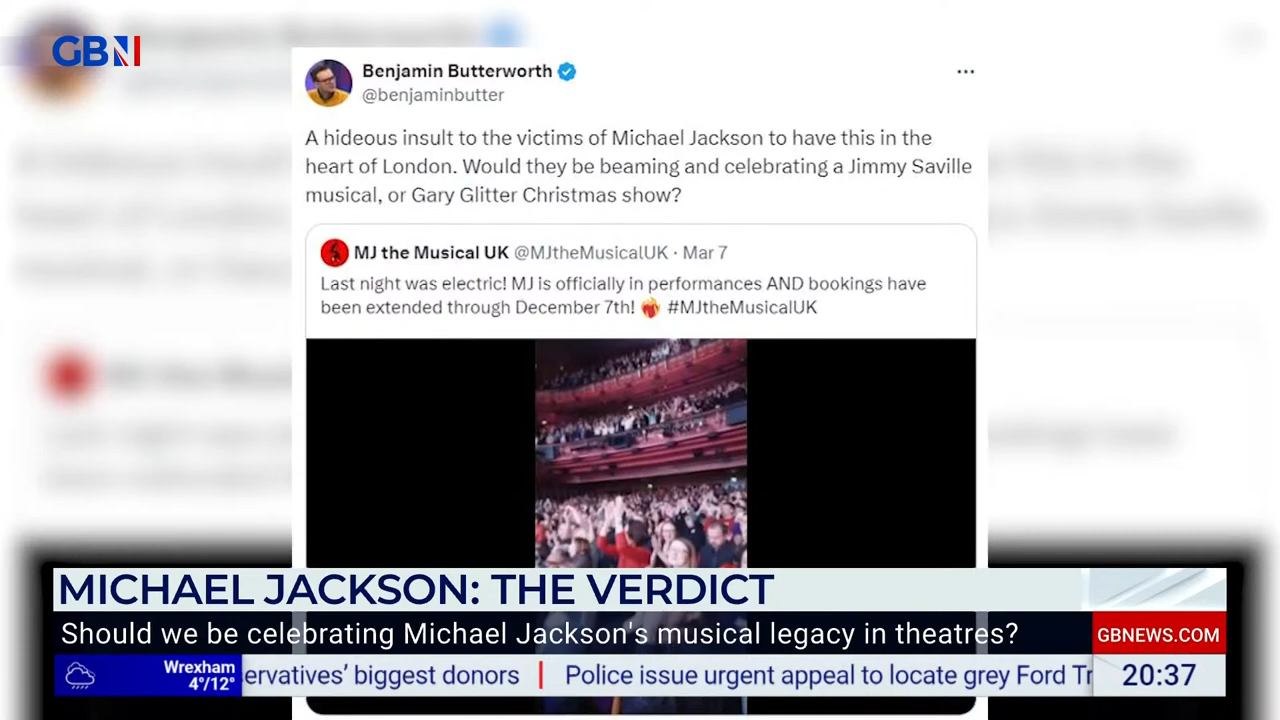 GBN
Benjamin Butterworth
@benjaminbutter
A hideous insult to the victims of Michael Jackson to have this in the
heart of London. Would they be beaming and celebrating a Jimmy Saville
musical, or Gary Glitter Christmas show?
MJ the Musical UK @MJtheMusicalUK · Mar 7
Last night was electric! MJ is officially in performances AND bookings have
been extended through December 7th! ❤️‍🔥 #MJtheMusicalUK
MICHAEL JACKSON: THE VERDICT
Should we be celebrating Michael Jackson's musical legacy in theatres?
GBNEWS.COM
Wrexham
4°/12°
servatives’ biggest donors | Police issue urgent appeal to locate grey Ford Tr
20:37